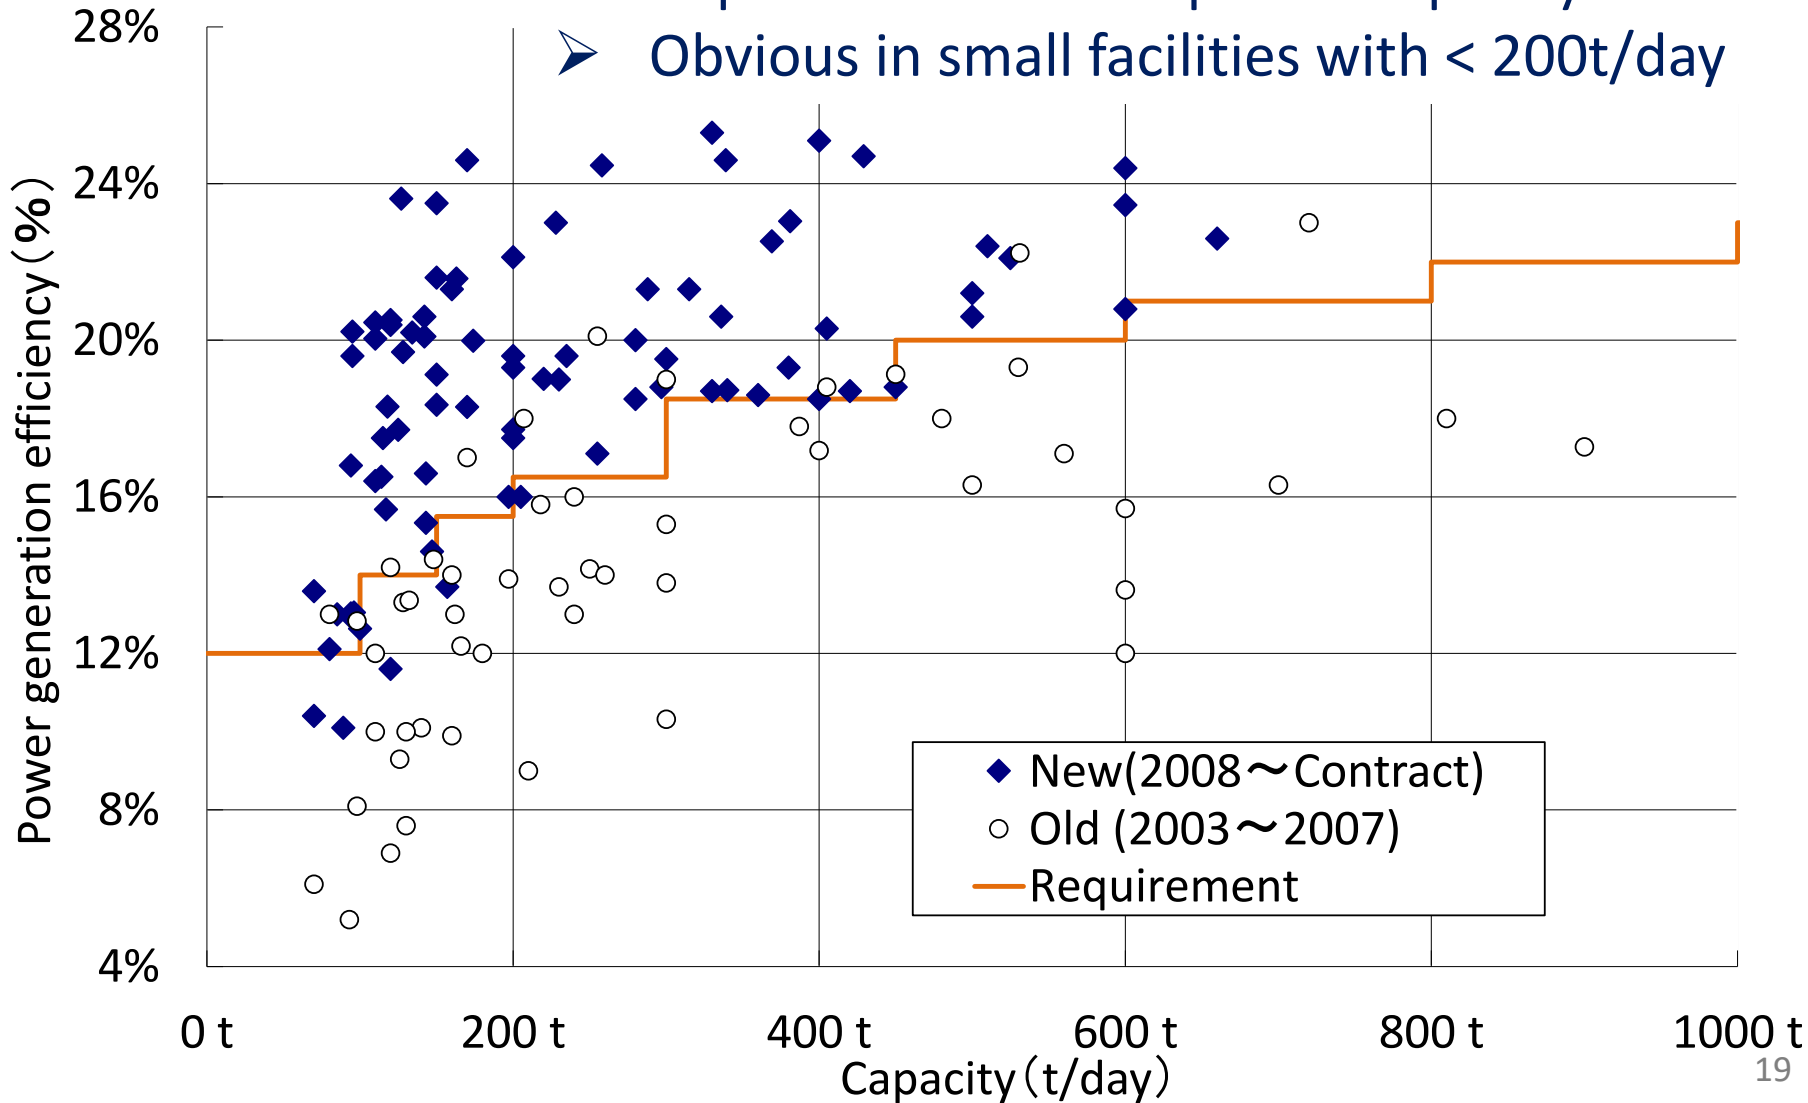 Obvious in small facilities with < 200t/day
28%
24%
20%
16%
12%
8%
4%
Power generation efficiency(%)
New(2008～Contract)
Old (2003～2007)
Requirement
0 t
200 t
400 t
600 t
800 t
1000 t
Capacity(t/day)
19